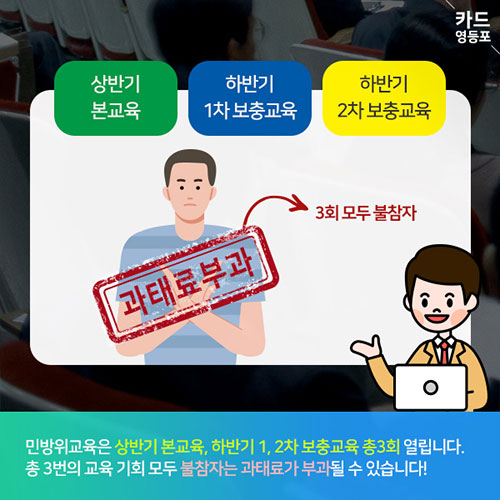 카드
영등포
상반기
본교육
하반기
1차 보충교육
하반기
2차 보충교육
3회 모두 불참자
과태료부과
민방위교육은 상반기 본교육, 하반기 1, 2차 보충교육 총3회 열립니다.
총 3번의 교육 기회 모두 불참자는 과태료가 부과될 수 있습니다!